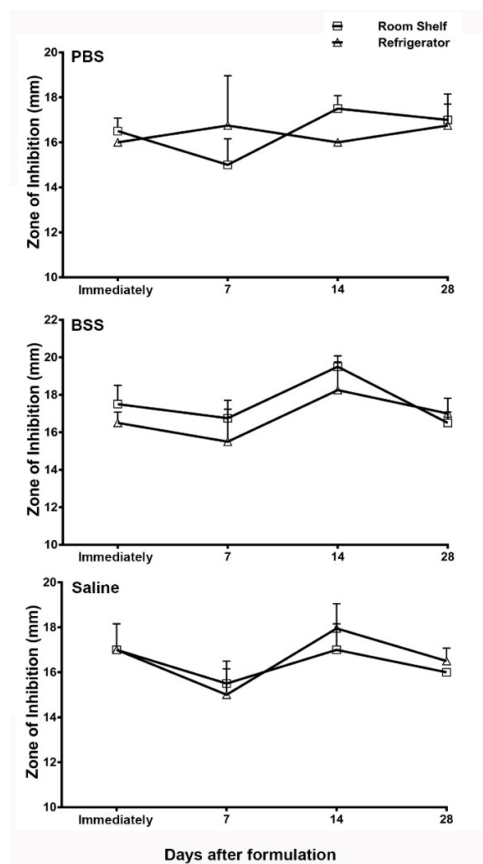 Room Shelf
Refrigerator
PBS
20
18
16
14
12
10
Zone of Inhibition (mm)
Immediately 7 14 28
BSS
22
20
18
16
14
12
10
Zone of Inhibition (mm)
Immediately 7 14 28
Saline
20
18
16
14
12
10
Zone of Inhibition (mm)
Immediately 7 14 28
Days after formulation